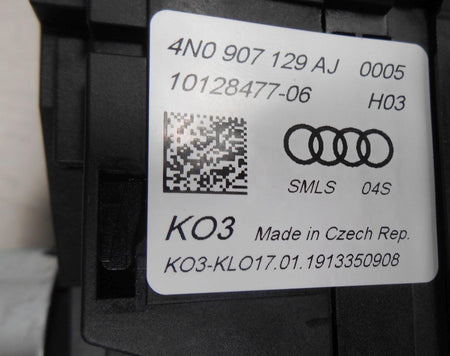 4N0 907 129 AJ 0005
10128477-06 H03
SMLS 04S
KO3 Made in Czech Rep.
KO3-KLO17.01.1913350908